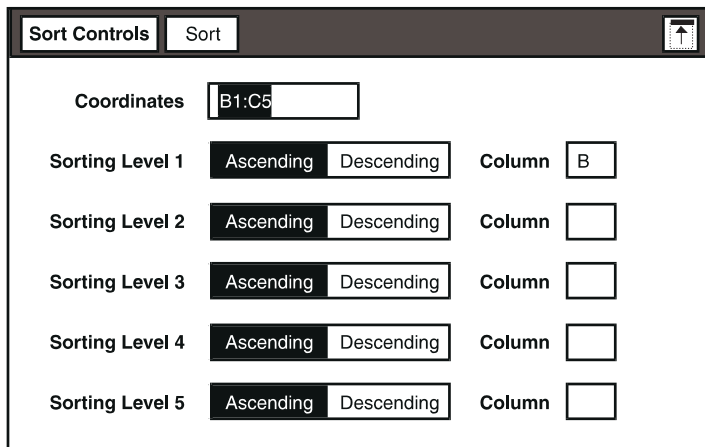 Sort Controls Sort
Coordinates B1:C5
Sorting Level 1 Ascending Descending Column B
Sorting Level 2 Ascending Descending Column
Sorting Level 3 Ascending Descending Column
Sorting Level 4 Ascending Descending Column
Sorting Level 5 Ascending Descending Column